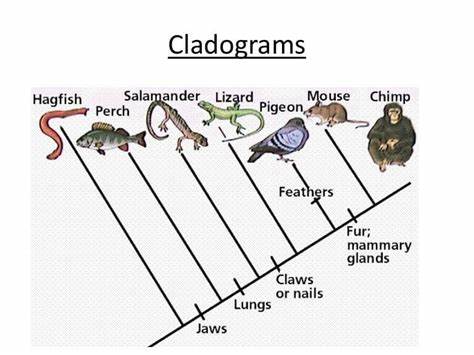 Cladograms
Hagfish
Perch
Salamander
Lizard
Pigeon
Mouse
Chimp
Feathers
Fur;
mammary
glands
Claws
or nails
Lungs
Jaws